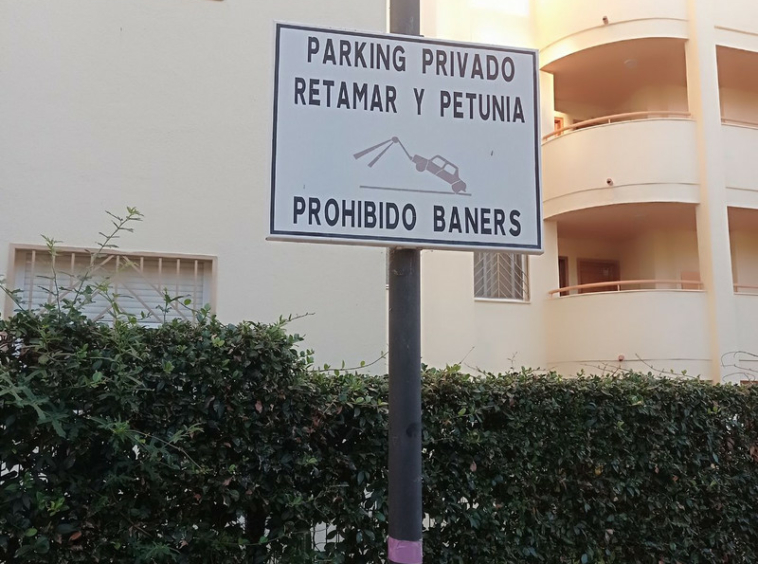 PARKING PRIVADO
RETAMAR Y PETUNIA
PROHIBIDO BANERS